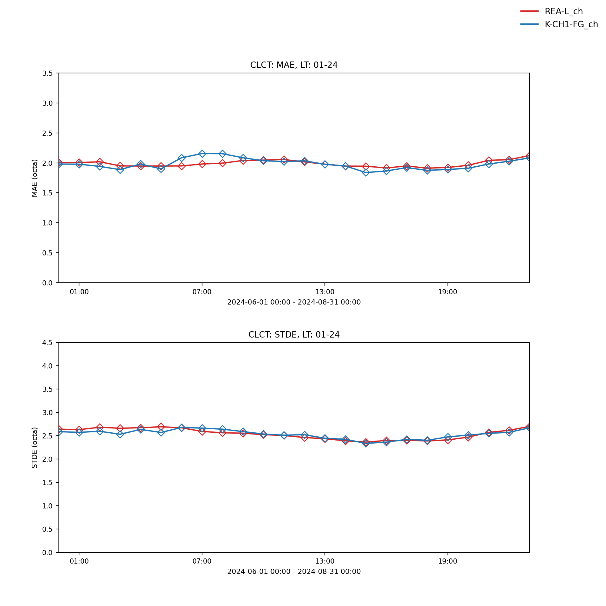 REA-L_ch
K-CH1-FG_ch
CLCT: MAE, LT: 01-24
3.5
3.0
2.5
2.0
1.5
1.0
0.5
0.0
MAE (octa)
01:00 07:00 13:00 19:00
2024-06-01 00:00 - 2024-08-31 00:00
CLCT: STDE, LT: 01-24
4.5
4.0
3.5
3.0
2.5
2.0
1.5
1.0
0.5
0.0
STDE (octa)
01:00 07:00 13:00 19:00
2024-06-01 00:00 - 2024-08-31 00:00